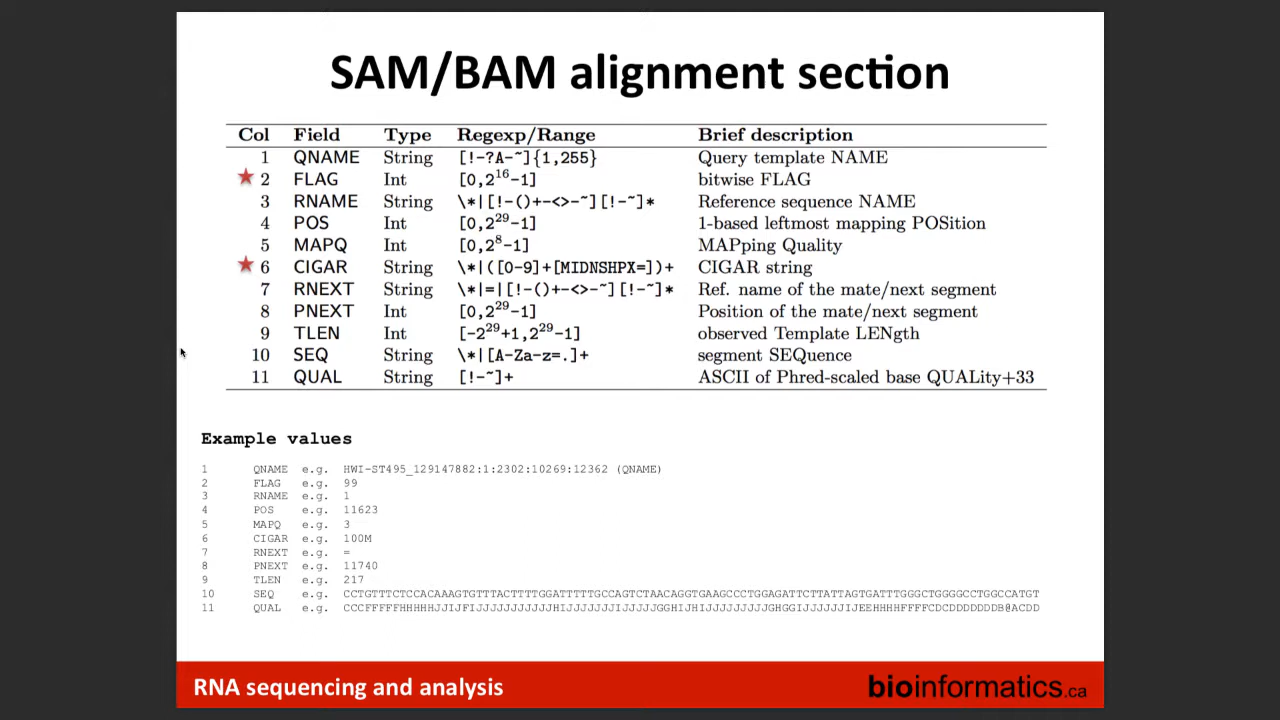 SAM/BAM alignment section
Col Field Type Regexp/Range Brief description
1 QNAME String [!-?A-~]{1,255} Query template NAME
2 FLAG Int [0,2^16-1] bitwise FLAG
3 RNAME String \*|[!-()+-<>-~][!-~]* Reference sequence NAME
4 POS Int [0,2^29-1] 1-based leftmost mapping POSition
5 MAPQ Int [0,2^8-1] MAPping Quality
6 CIGAR String \*|([0-9]+[MIDNSHPX=])+ CIGAR string
7 RNEXT String \*|=|[!-()+-<>-~][!-~]* Ref. name of the mate/next segment
8 PNEXT Int [0,2^29-1] Position of the mate/next segment
9 TLEN Int [-2^29+1,2^29-1] observed Template LENgth
10 SEQ String \*|[A-Za-z=.]+ segment SEQuence
11 QUAL String [!-~]+ ASCII of Phred-scaled base QUALity+33
Example values
1 QNAME e.g. HWI-ST495_129147882:1:2302:10269:12362 (QNAME)
2 FLAG e.g. 99
3 RNAME e.g. 1
4 POS e.g. 11623
5 MAPQ e.g. 3
6 CIGAR e.g. 100M
7 RNEXT e.g. =
8 PNEXT e.g. 11740
9 TLEN e.g. 217
10 SEQ e.g. CCTGTTTCTCCACAAAGTGTTTACTTTTGGATTTTTGCCAGTCTAACAGGTGAAGCCCTGGAGATTCTTATTAGTGATTTGGGCTGGGGCCTGGCCATGT
11 QUAL e.g. CCCFFFFFHHHHHJJIJFIJJJJJJJJJJJHIJJJJJJJIJJJJJGGHIJHIJJJJJJJJJGHGGIJJJJJJIJEEHHHHFFFFCDCDDDDDDDB@ACDD
RNA sequencing and analysis
bioinformatics.ca